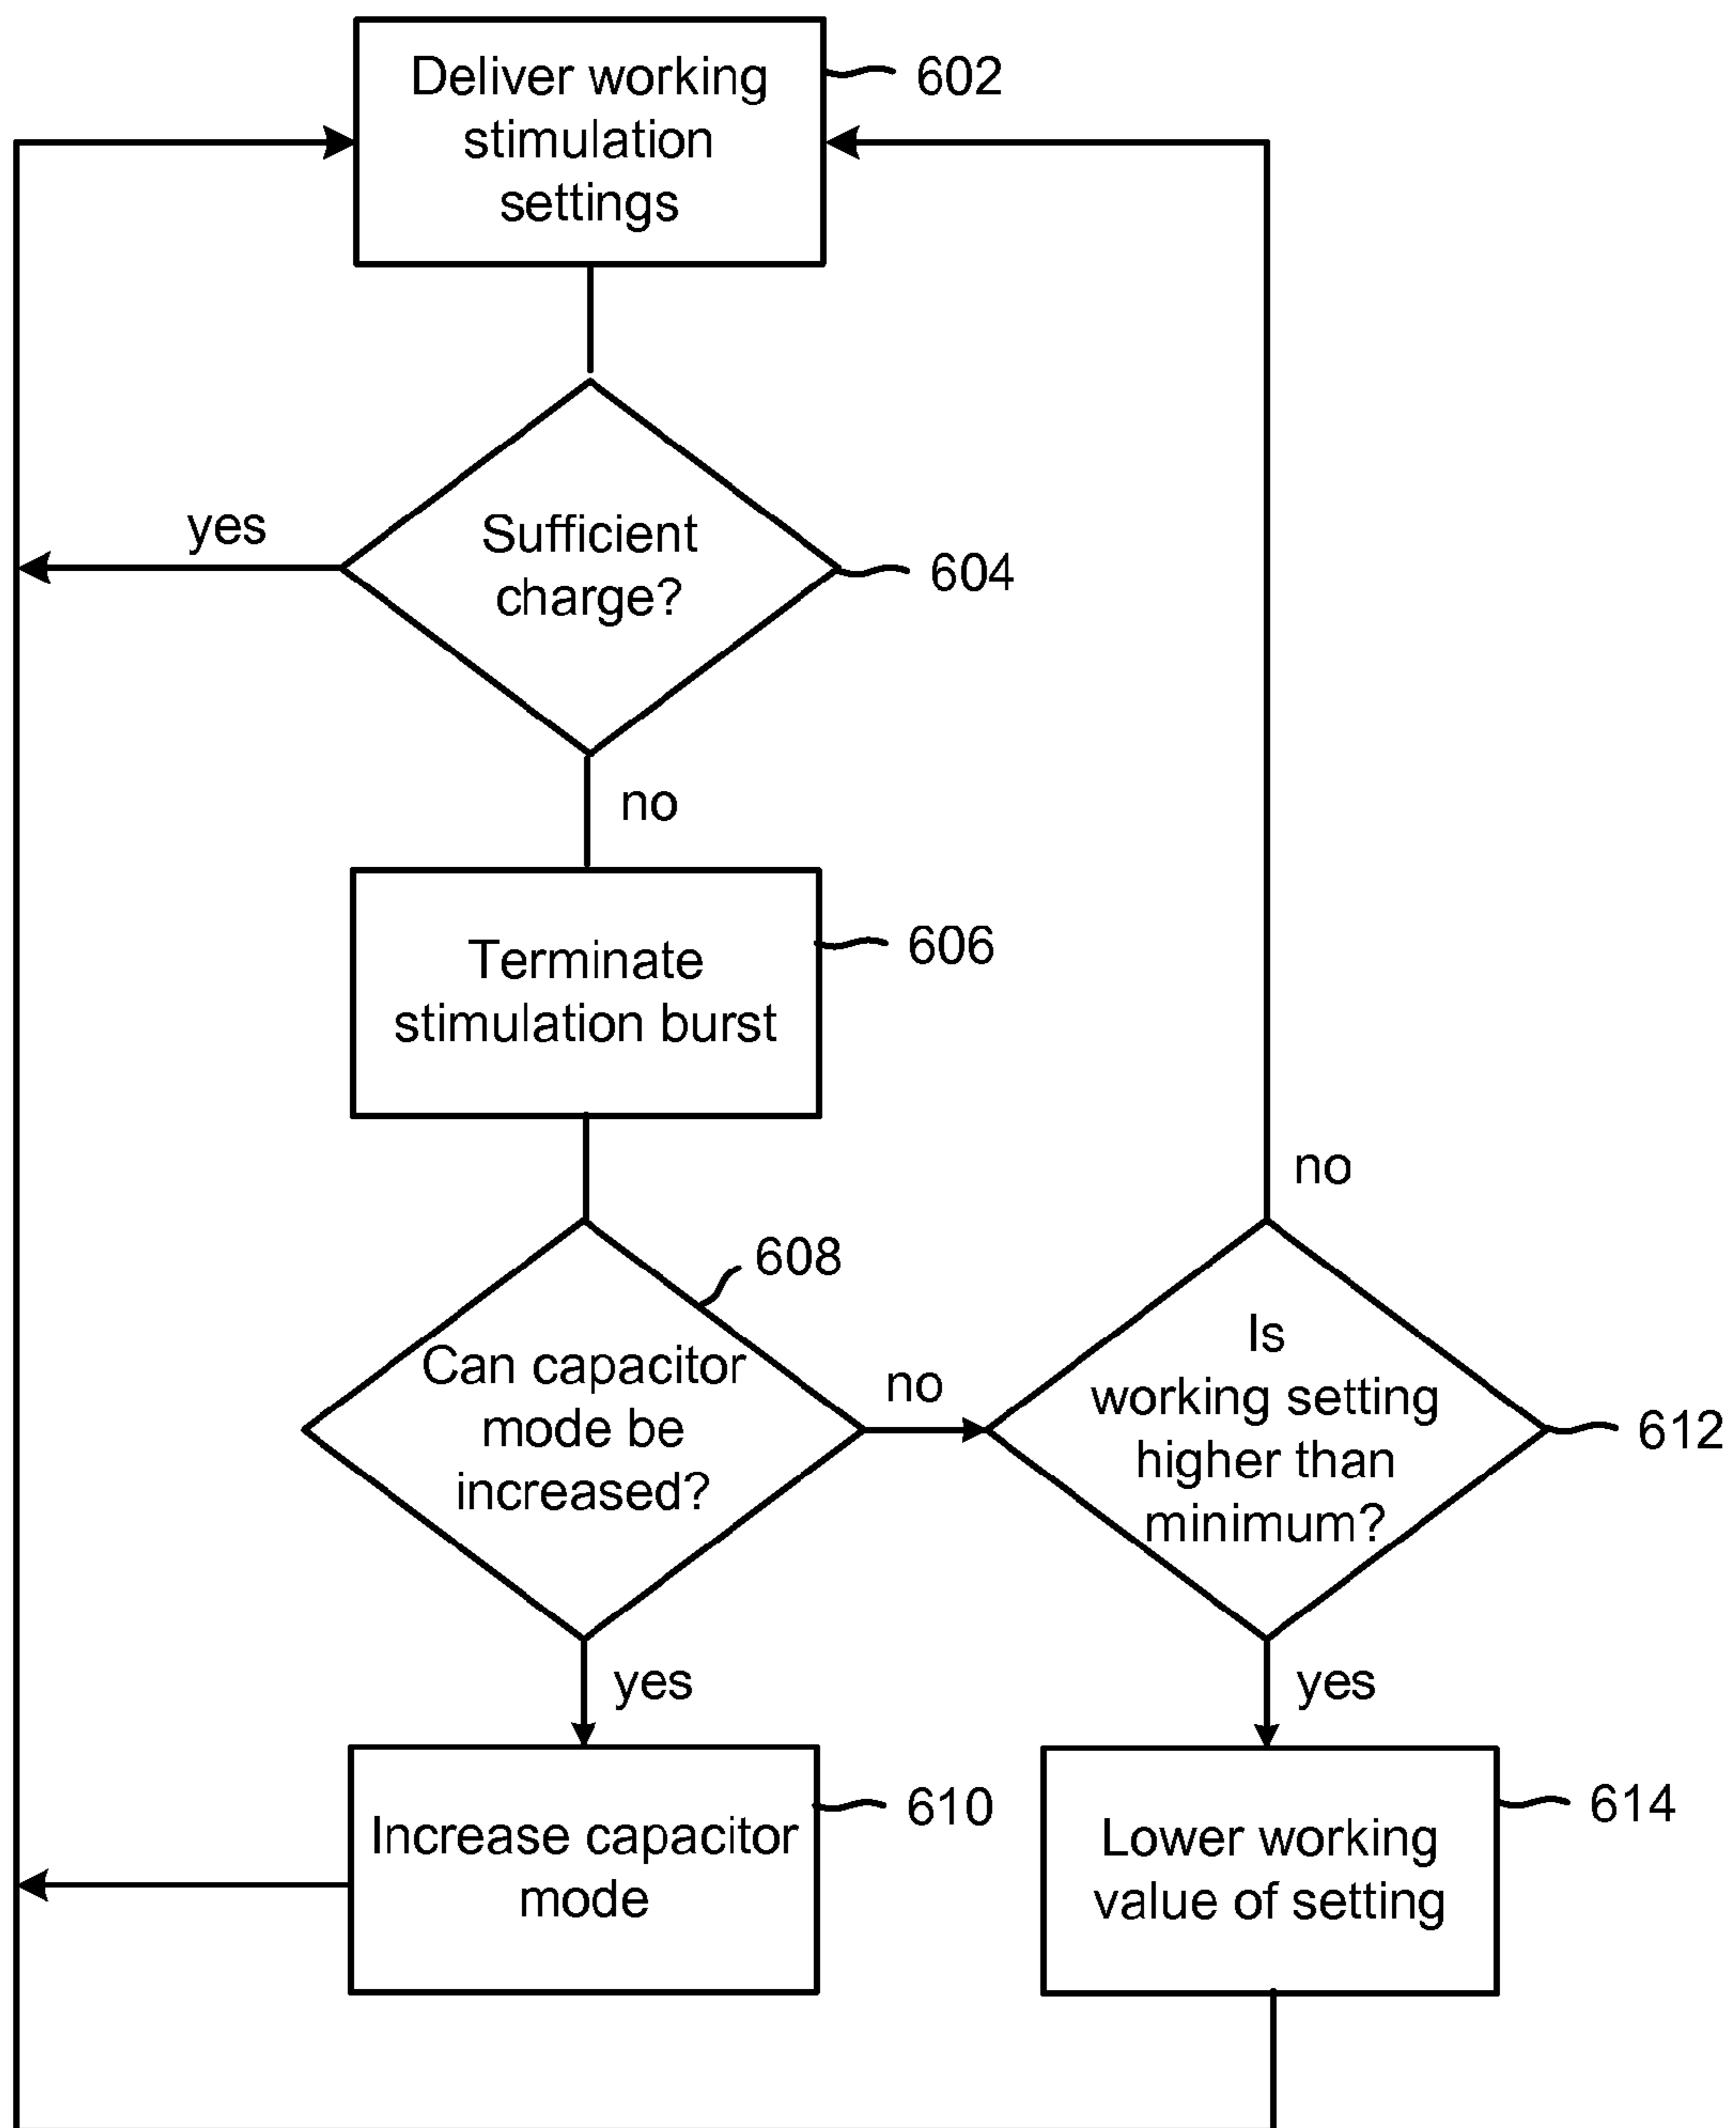 Deliver working
stimulation
settings
602
yes
Sufficient
charge?
604
no
Terminate
stimulation burst
606
no
608
Can capacitor
mode be
increased?
no
Is
working setting
higher than
minimum?
612
yes
yes
Increase capacitor
mode
610
Lower working
value of setting
614